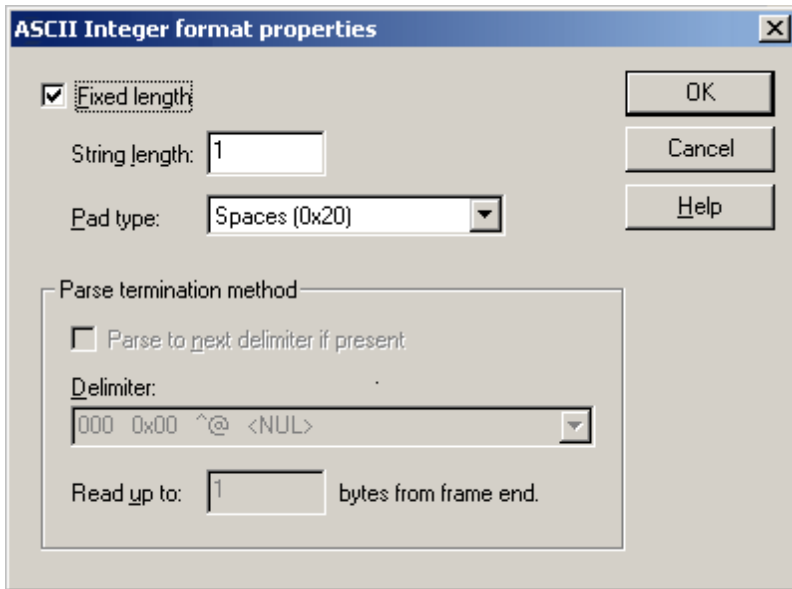 ASCII Integer format properties
Fixed length
OK
String length: 1
Cancel
Pad type: Spaces (0x20)
Help
Parse termination method
Parse to next delimiter if present
Delimiter:
000 0x00 ^@ <NUL>
Read up to: 1 bytes from frame end.